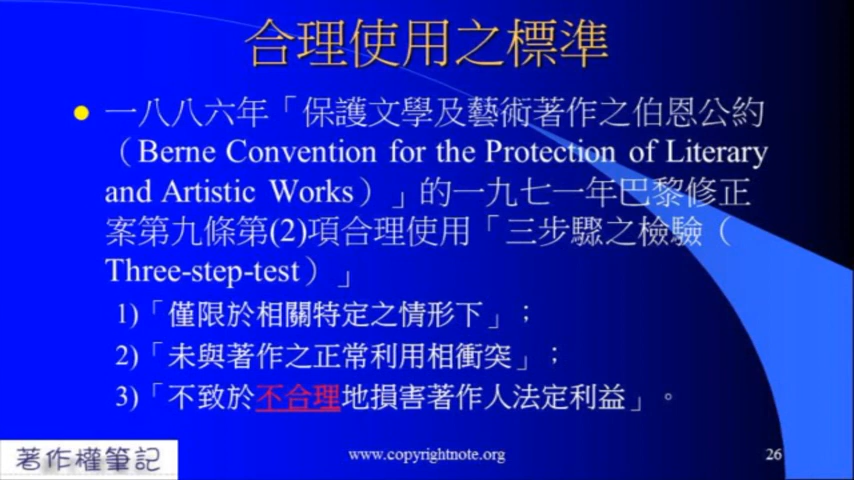 合理使用之標準
一八八六年「保護文學及藝術著作之伯恩公約
（Berne Convention for the Protection of Literary
and Artistic Works）」的一九七一年巴黎修正
案第九條第(2)項合理使用「三步驟之檢驗（
Three-step-test）」
1)「僅限於相關特定之情形下」；
2)「未與著作之正常利用相衝突」；
3)「不致於不合理地損害著作人法定利益」。
著作權筆記
www.copyrightnote.org
26